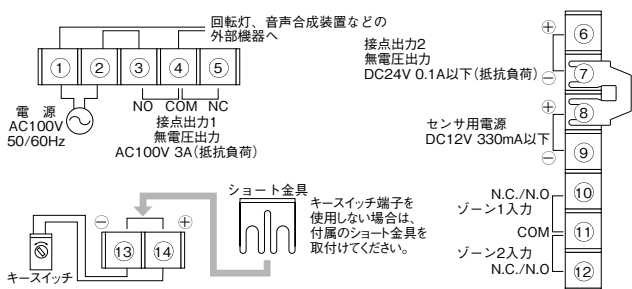 回転灯、音声合成装置などの
外部機器へ
① ② ③ ④ ⑤
NO COM NC
電源
AC100V
50/60Hz
接点出力1
無電圧出力
AC100V 3A(抵抗負荷)
⊕ ⑥
接点出力2
無電圧出力
DC24V 0.1A以下(抵抗負荷)
⊖ ⑦
⊕ ⑧
センサ用電源
DC12V 330mA以下
⊖ ⑨
N.C./N.O ⑩
ゾーン1入力
COM ⑪
ゾーン2入力
N.C./N.O ⑫
キースイッチ
⊖ ⊕
⑬ ⑭
ショート金具
キースイッチ端子を
使用しない場合は、
付属のショート金具を
取付けてください。